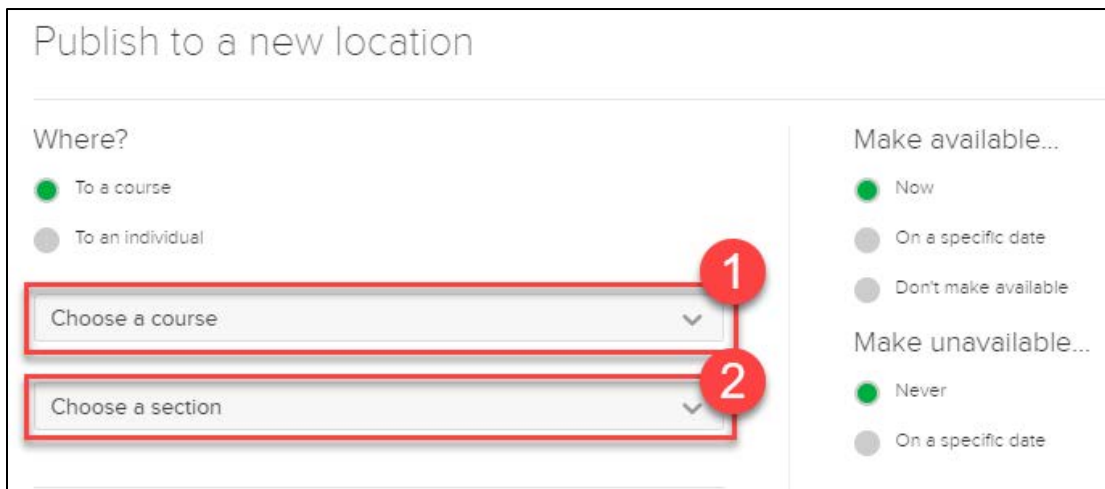 Publish to a new location
Where?
To a course
To an individual
1
Choose a course
2
Choose a section
Make available...
Now
On a specific date
Don't make available
Make unavailable...
Never
On a specific date